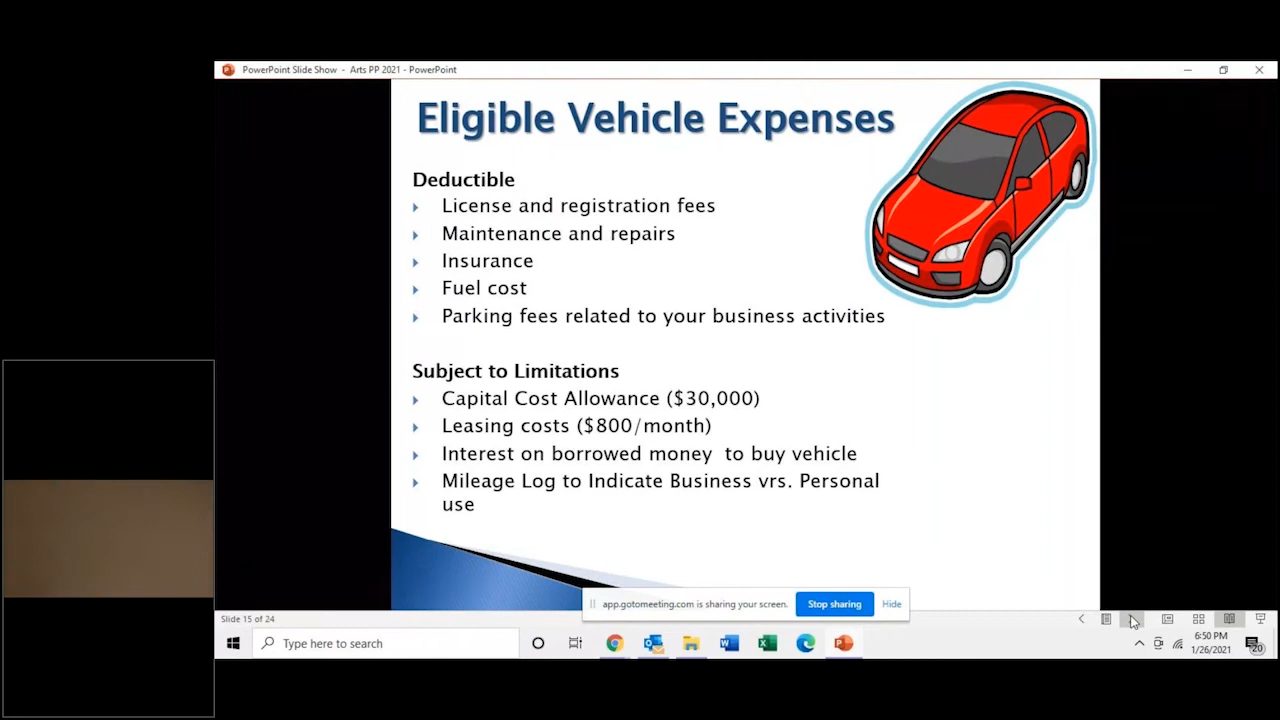 PowerPoint Slide Show - Arts PP 2021 - PowerPoint
Eligible Vehicle Expenses
Deductible
License and registration fees
Maintenance and repairs
Insurance
Fuel cost
Parking fees related to your business activities
Subject to Limitations
Capital Cost Allowance ($30,000)
Leasing costs ($800/month)
Interest on borrowed money to buy vehicle
Mileage Log to Indicate Business vrs. Personal
use
app.gotomeeting.com is sharing your screen. Stop sharing Hide
Slide 15 of 24
Type here to search
6:50 PM
1/26/2021
20